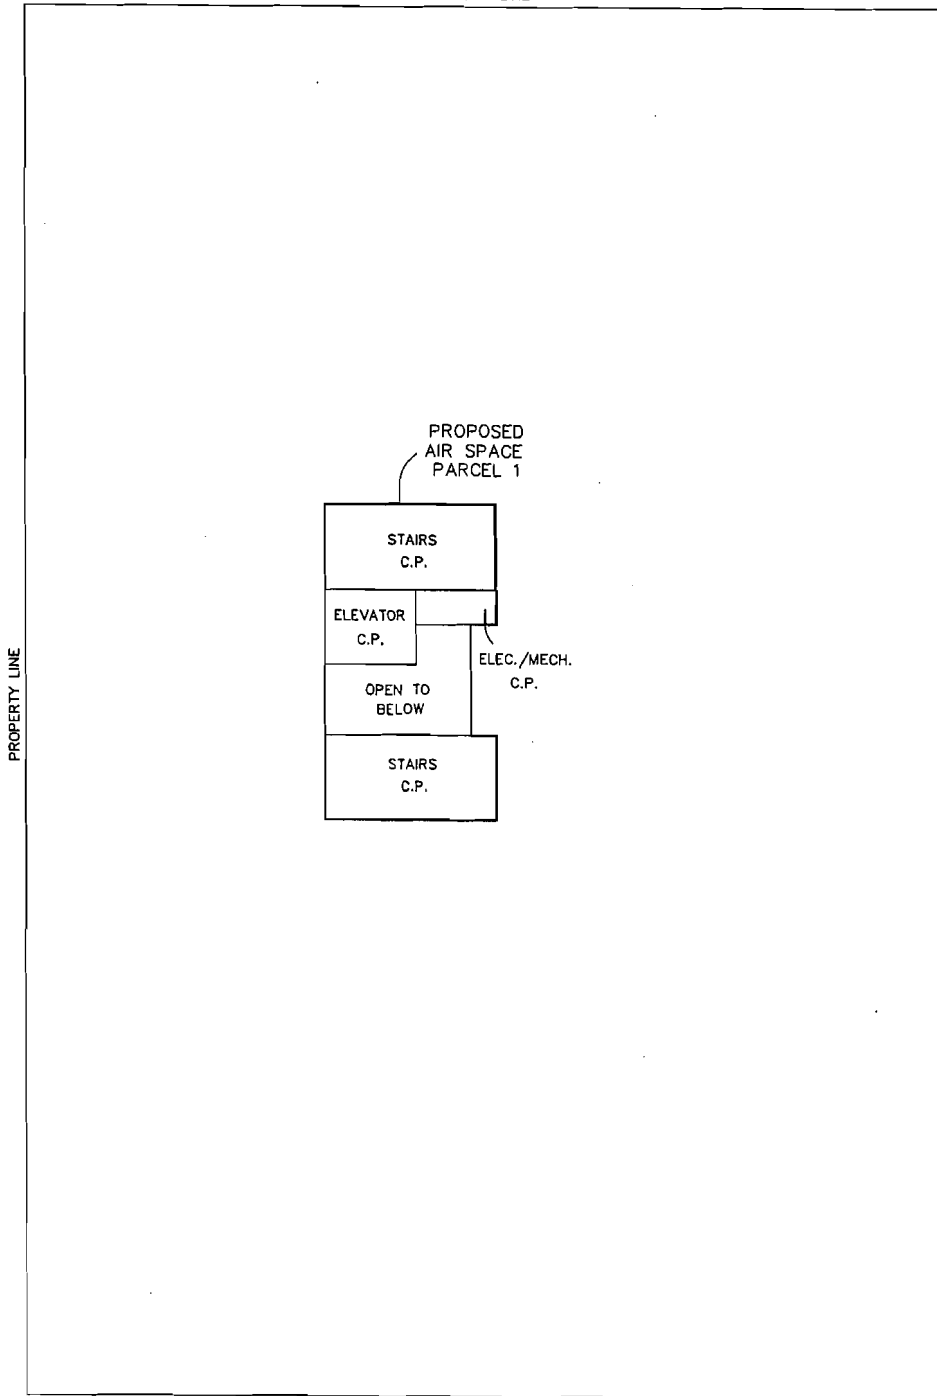 PROPOSED
AIR SPACE
PARCEL 1
STAIRS
C.P.
ELEVATOR
C.P.
ELEC./MECH.
C.P.
OPEN TO
BELOW
STAIRS
C.P.
PROPERTY LINE